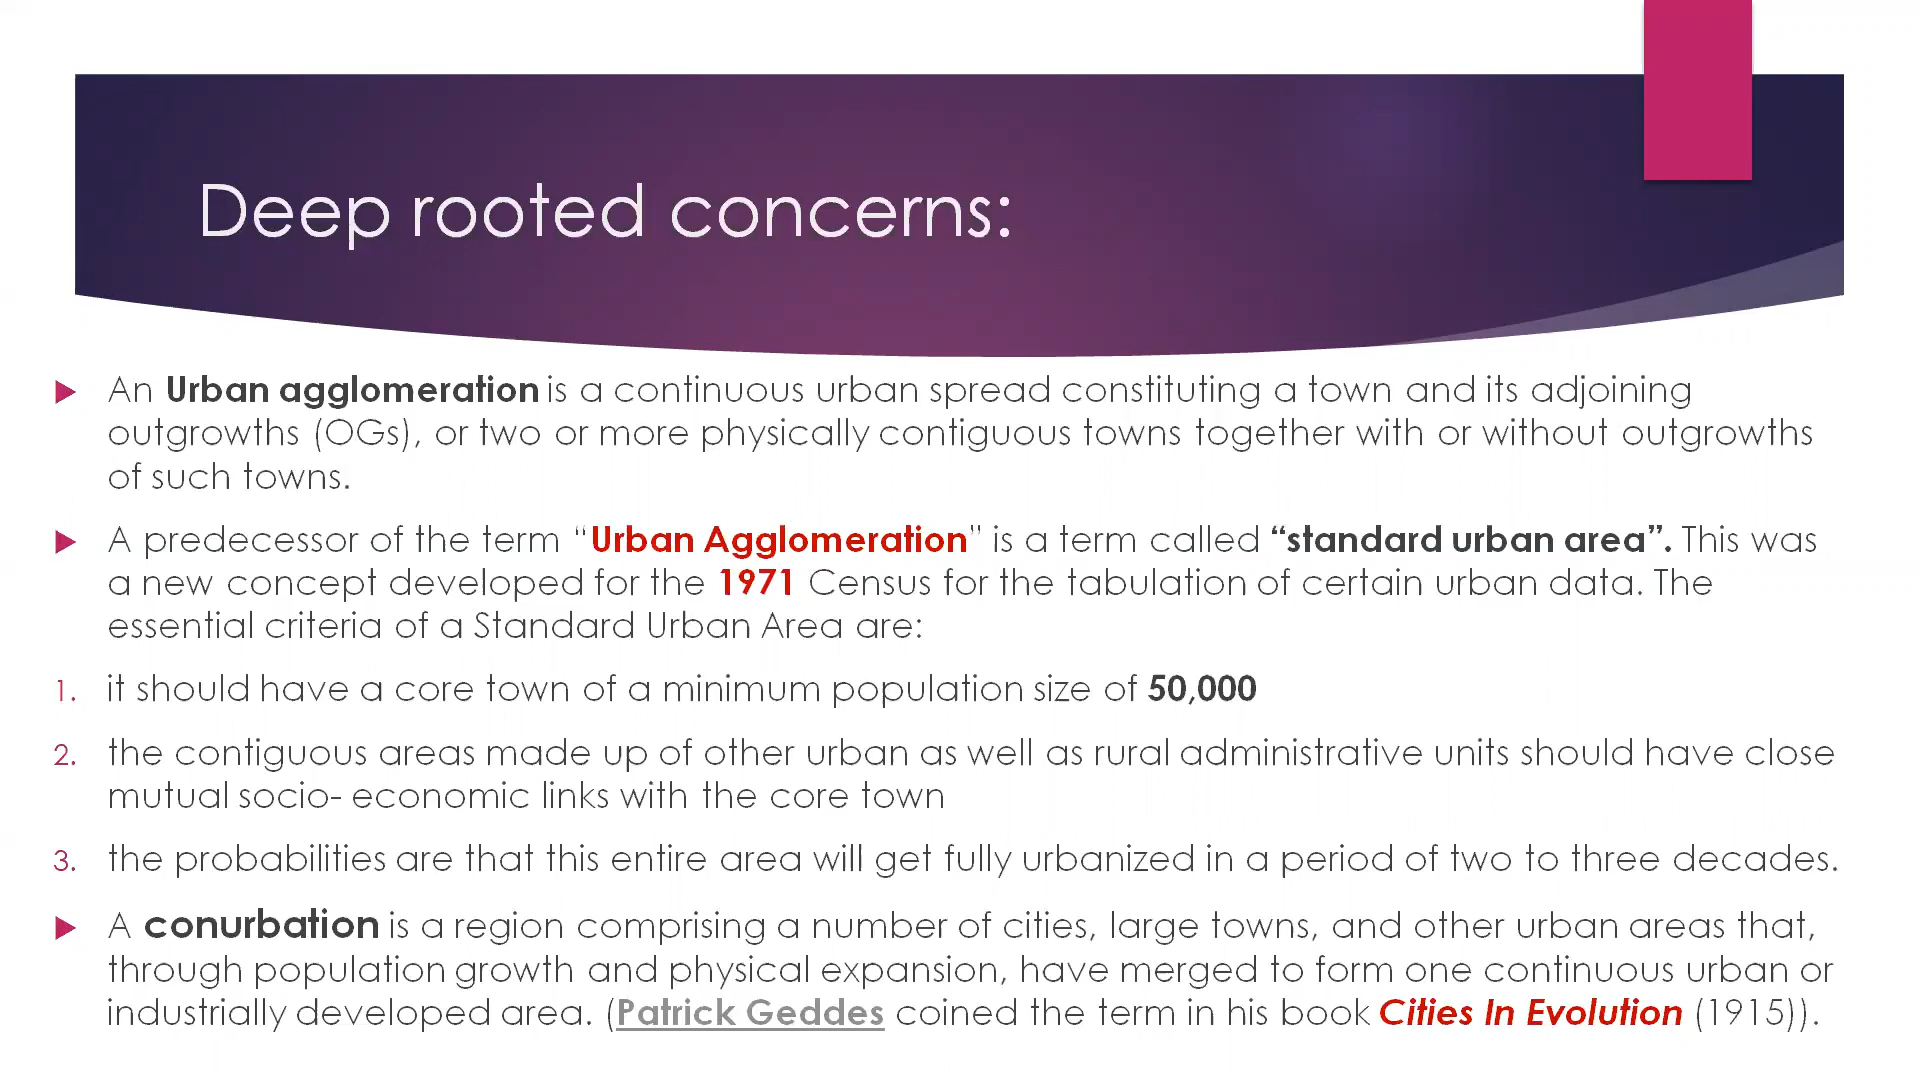 Deep rooted concerns:
An Urban agglomeration is a continuous urban spread constituting a town and its adjoining
outgrowths (OGs), or two or more physically contiguous towns together with or without outgrowths
of such towns.
A predecessor of the term “Urban Agglomeration” is a term called “standard urban area”. This was
a new concept developed for the 1971 Census for the tabulation of certain urban data. The
essential criteria of a Standard Urban Area are:
1. it should have a core town of a minimum population size of 50,000
2. the contiguous areas made up of other urban as well as rural administrative units should have close
mutual socio- economic links with the core town
3. the probabilities are that this entire area will get fully urbanized in a period of two to three decades.
A conurbation is a region comprising a number of cities, large towns, and other urban areas that,
through population growth and physical expansion, have merged to form one continuous urban or
industrially developed area. (Patrick Geddes coined the term in his book Cities In Evolution (1915)).